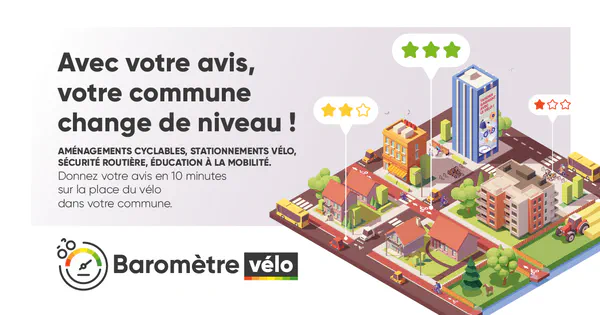 Avec votre avis,
votre commune
change de niveau !
AMÉNAGEMENTS CYCLABLES, STATIONNEMENTS VÉLO,
SÉCURITÉ ROUTIÈRE, ÉDUCATION À LA MOBILITÉ.
Donnez votre avis en 10 minutes
sur la place du vélo
dans votre commune.
Baromètre vélo